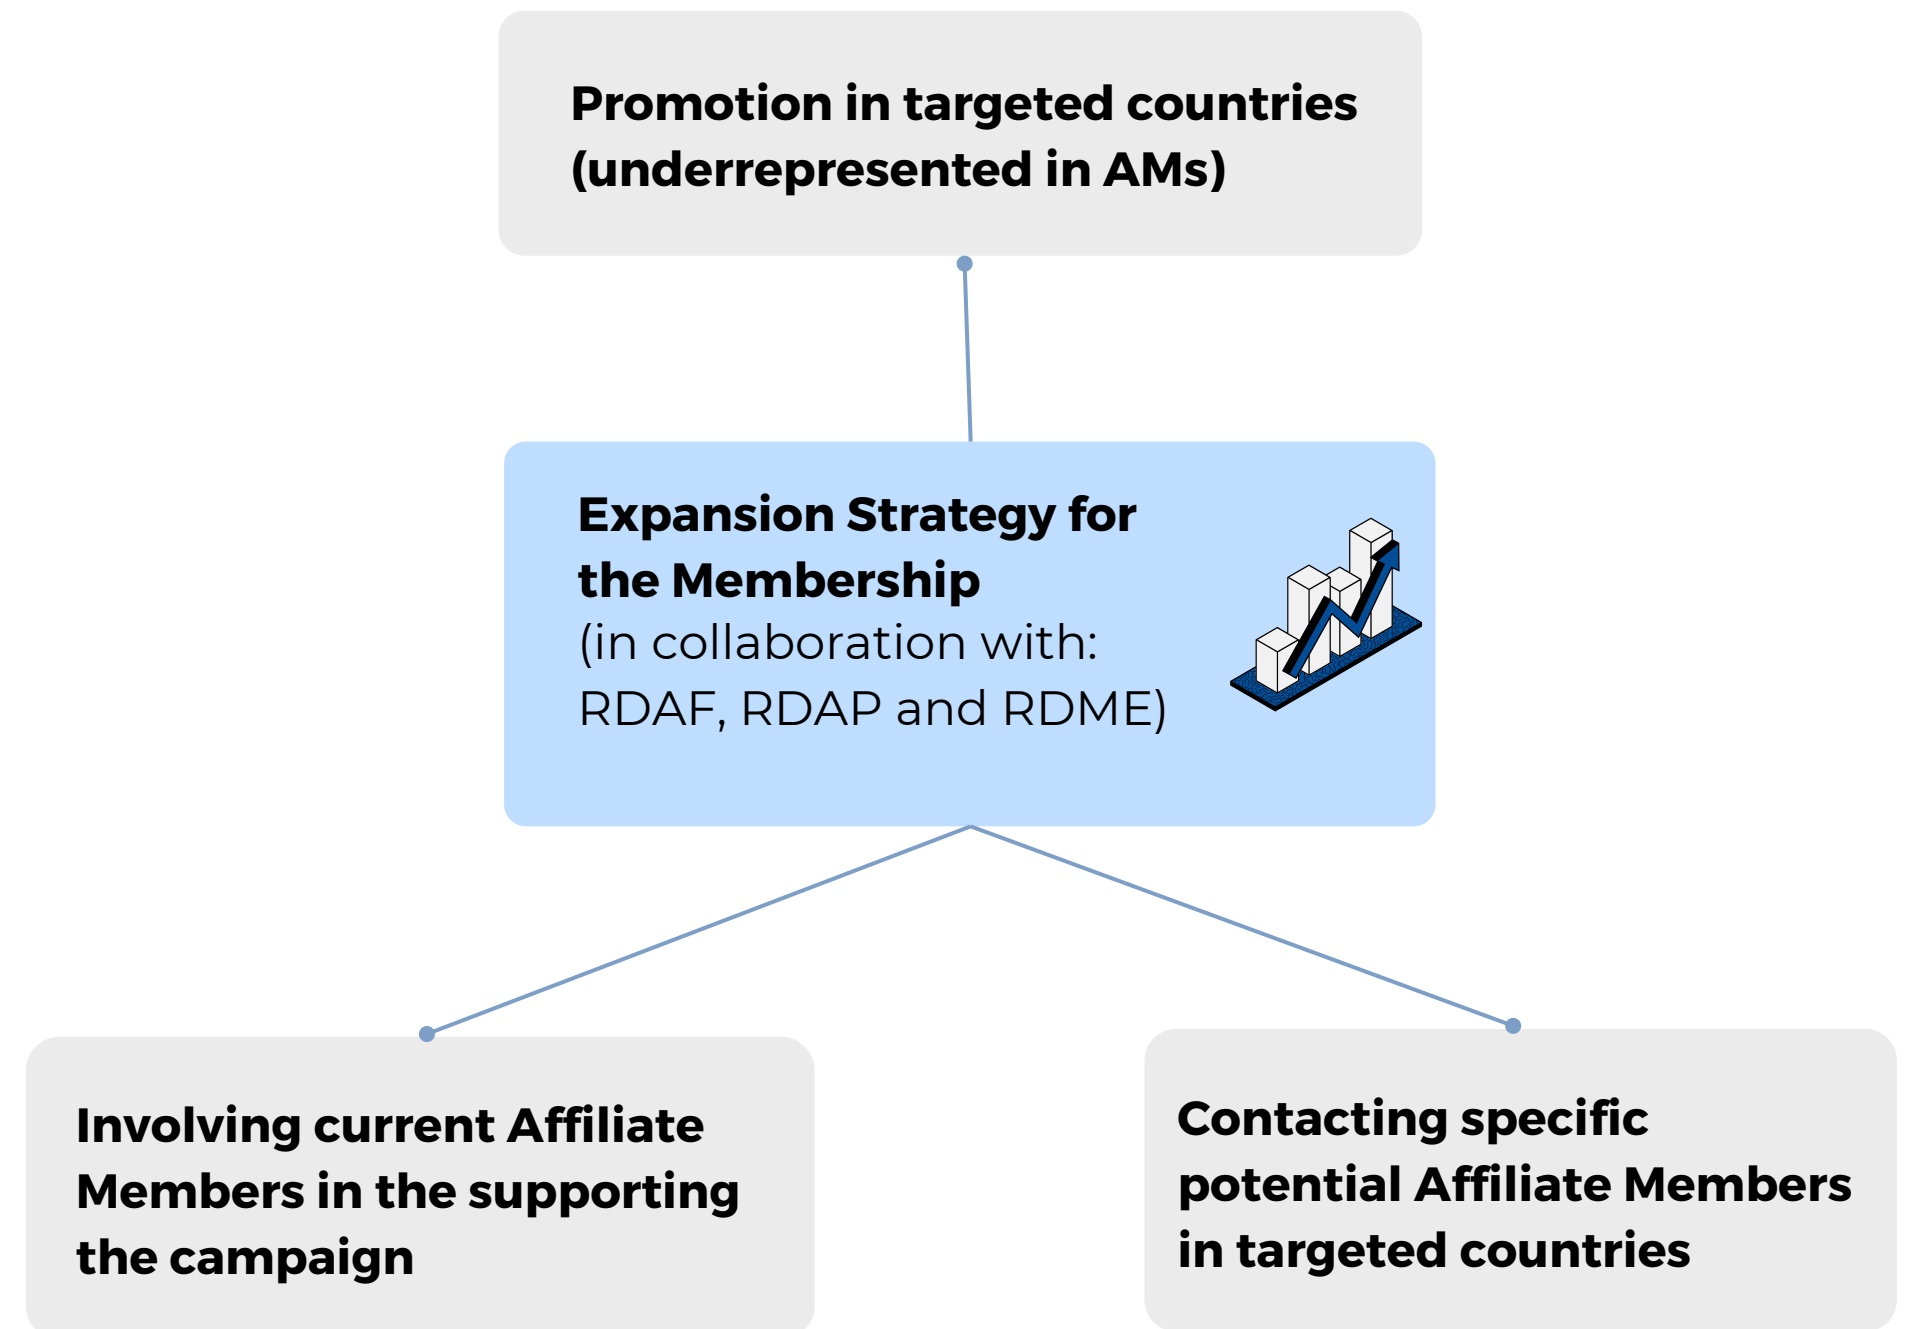 Promotion in targeted countries
(underrepresented in AMs)
Expansion Strategy for
the Membership
(in collaboration with:
RDAF, RDAP and RDME)
Involving current Affiliate
Members in the supporting
the campaign
Contacting specific
potential Affiliate Members
in targeted countries